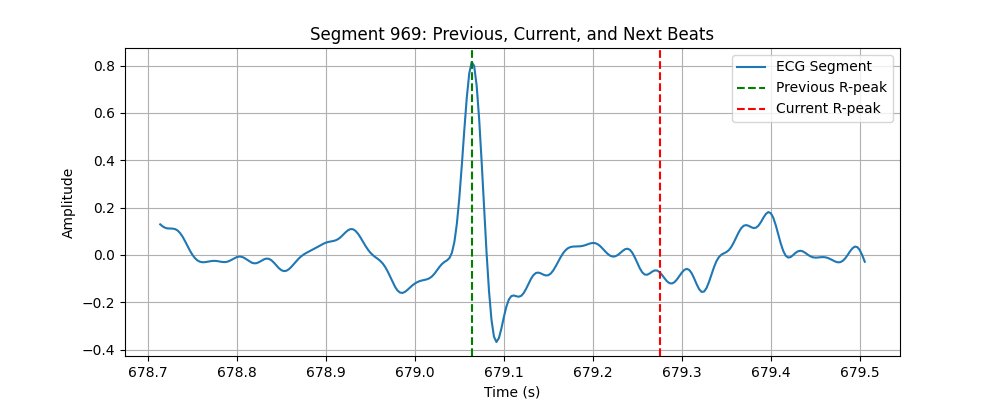 Segment 969: Previous, Current, and Next Beats
ECG Segment
Previous R-peak
Current R-peak
Amplitude
0.8
0.6
0.4
0.2
0.0
−0.2
−0.4
678.7 678.8 678.9 679.0 679.1 679.2 679.3 679.4 679.5
Time (s)